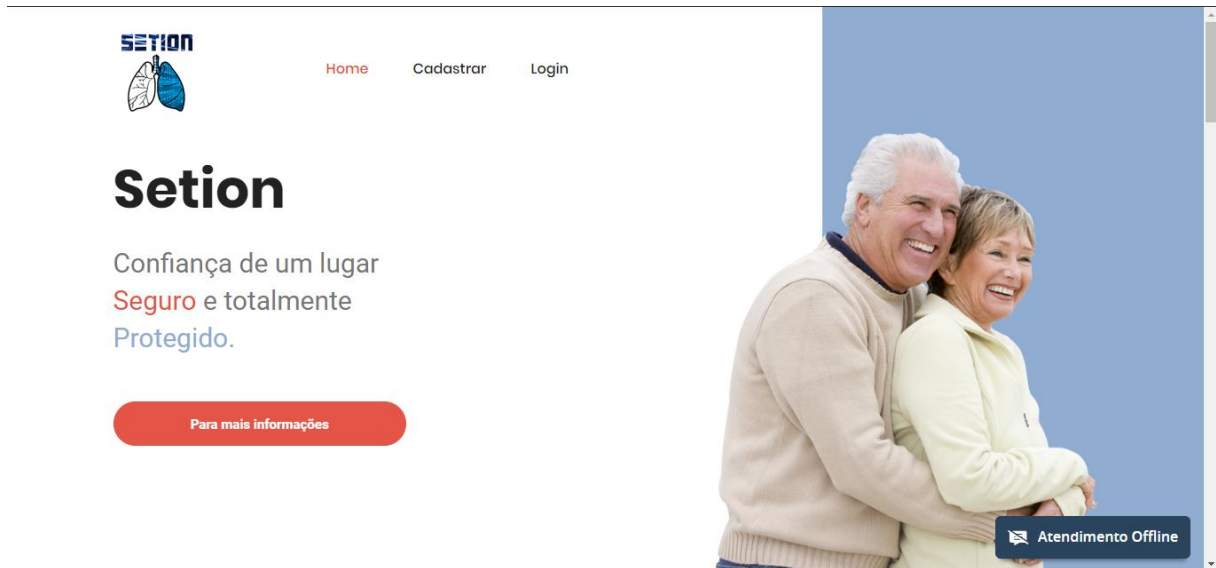 SETION
Home
Cadastrar
Login
Setion
Confiança de um lugar
Seguro e totalmente
Protegido.
Para mais informações
Atendimento Offline